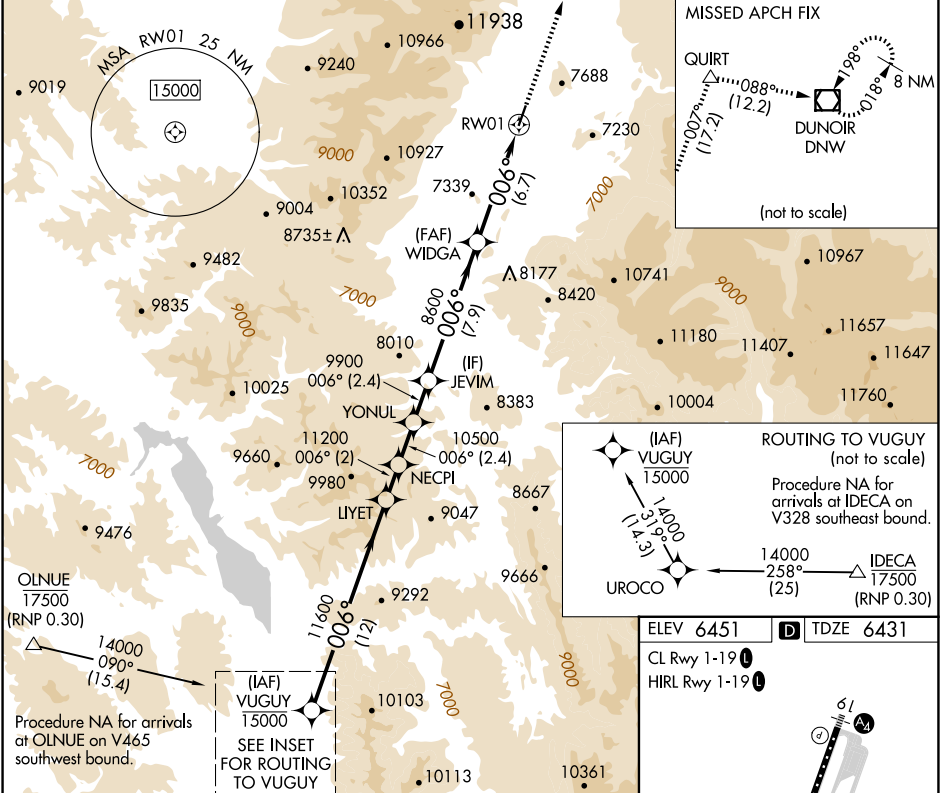 MSA RW01 25 NM
15000
9019
9240
10966
11938
7688
7230
RW01
9000
10927
10352
9004
8735±
7339
006°
(6.7)
7000
(FAF)
WIDGA
9482
9835
7000
9000
8177
8420
10741
9000
10967
8600
006°
(7.9)
8010
9900
006° (2.4)
(IF)
JEVIM
11180
11407
11657
11647
11760
10004
10025
YONUL
8383
11200
006° (2)
10500
006° (2.4)
9660
9980
NECPI
LIYET
9047
8667
9666
7000
9476
9292
11600
006°
(12)
OLNUE
17500
(RNP 0.30)
14000
090°
(15.4)
Procedure NA for arrivals
at OLNUE on V465
southwest bound.
(IAF)
VUGUY
15000
SEE INSET
FOR ROUTING
TO VUGUY
10103
7000
9000
10113
10361
MISSED APCH FIX
QUIRT
088°
(12.2)
007°
(17.2)
198°
018°
8 NM
DUNOIR
DNW
(not to scale)
(IAF)
VUGUY
15000
ROUTING TO VUGUY
(not to scale)
Procedure NA for
arrivals at IDECA on
V328 southeast bound.
14000
319°
(14.3)
UROCO
14000
258°
(25)
IDECA
17500
(RNP 0.30)
ELEV 6451
D
TDZE 6431
CL Rwy 1-19 L
HIRL Rwy 1-19 L
19
A4
P